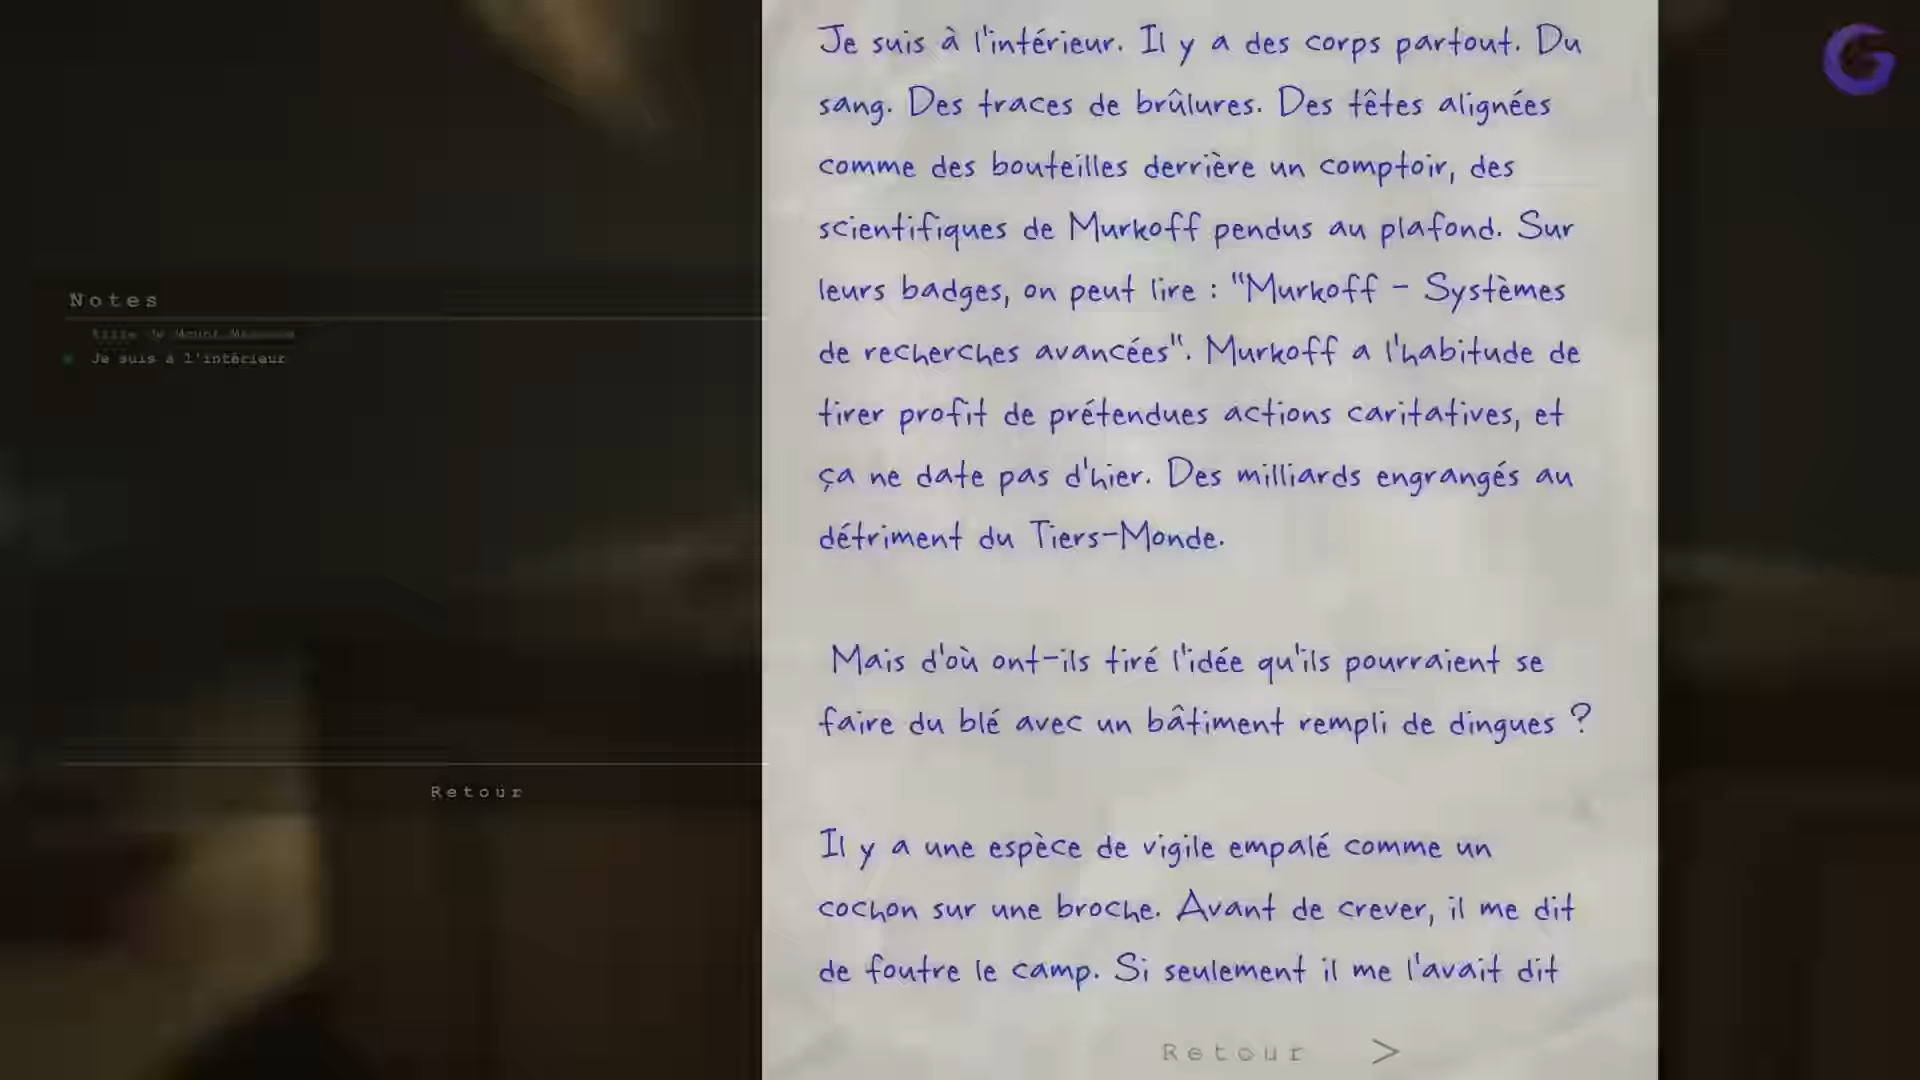 Notes
Je suis à l'intérieur
Retour
Je suis à l'intérieur. Il y a des corps partout. Du
sang. Des traces de brûlures. Des têtes alignées
comme des bouteilles derrière un comptoir, des
scientifiques de Murkoff pendus au plafond. Sur
leurs badges, on peut lire : "Murkoff - Systèmes
de recherches avancées". Murkoff a l'habitude de
tirer profit de prétendues actions caritatives, et
ça ne date pas d'hier. Des milliards engrangés au
détriment du Tiers-Monde.
Mais d'où ont-ils tiré l'idée qu'ils pourraient se
faire du blé avec un bâtiment rempli de dingues ?
Il y a une espèce de vigile empalé comme un
cochon sur une broche. Avant de crever, il me dit
de foutre le camp. Si seulement il me l'avait dit
Retour >